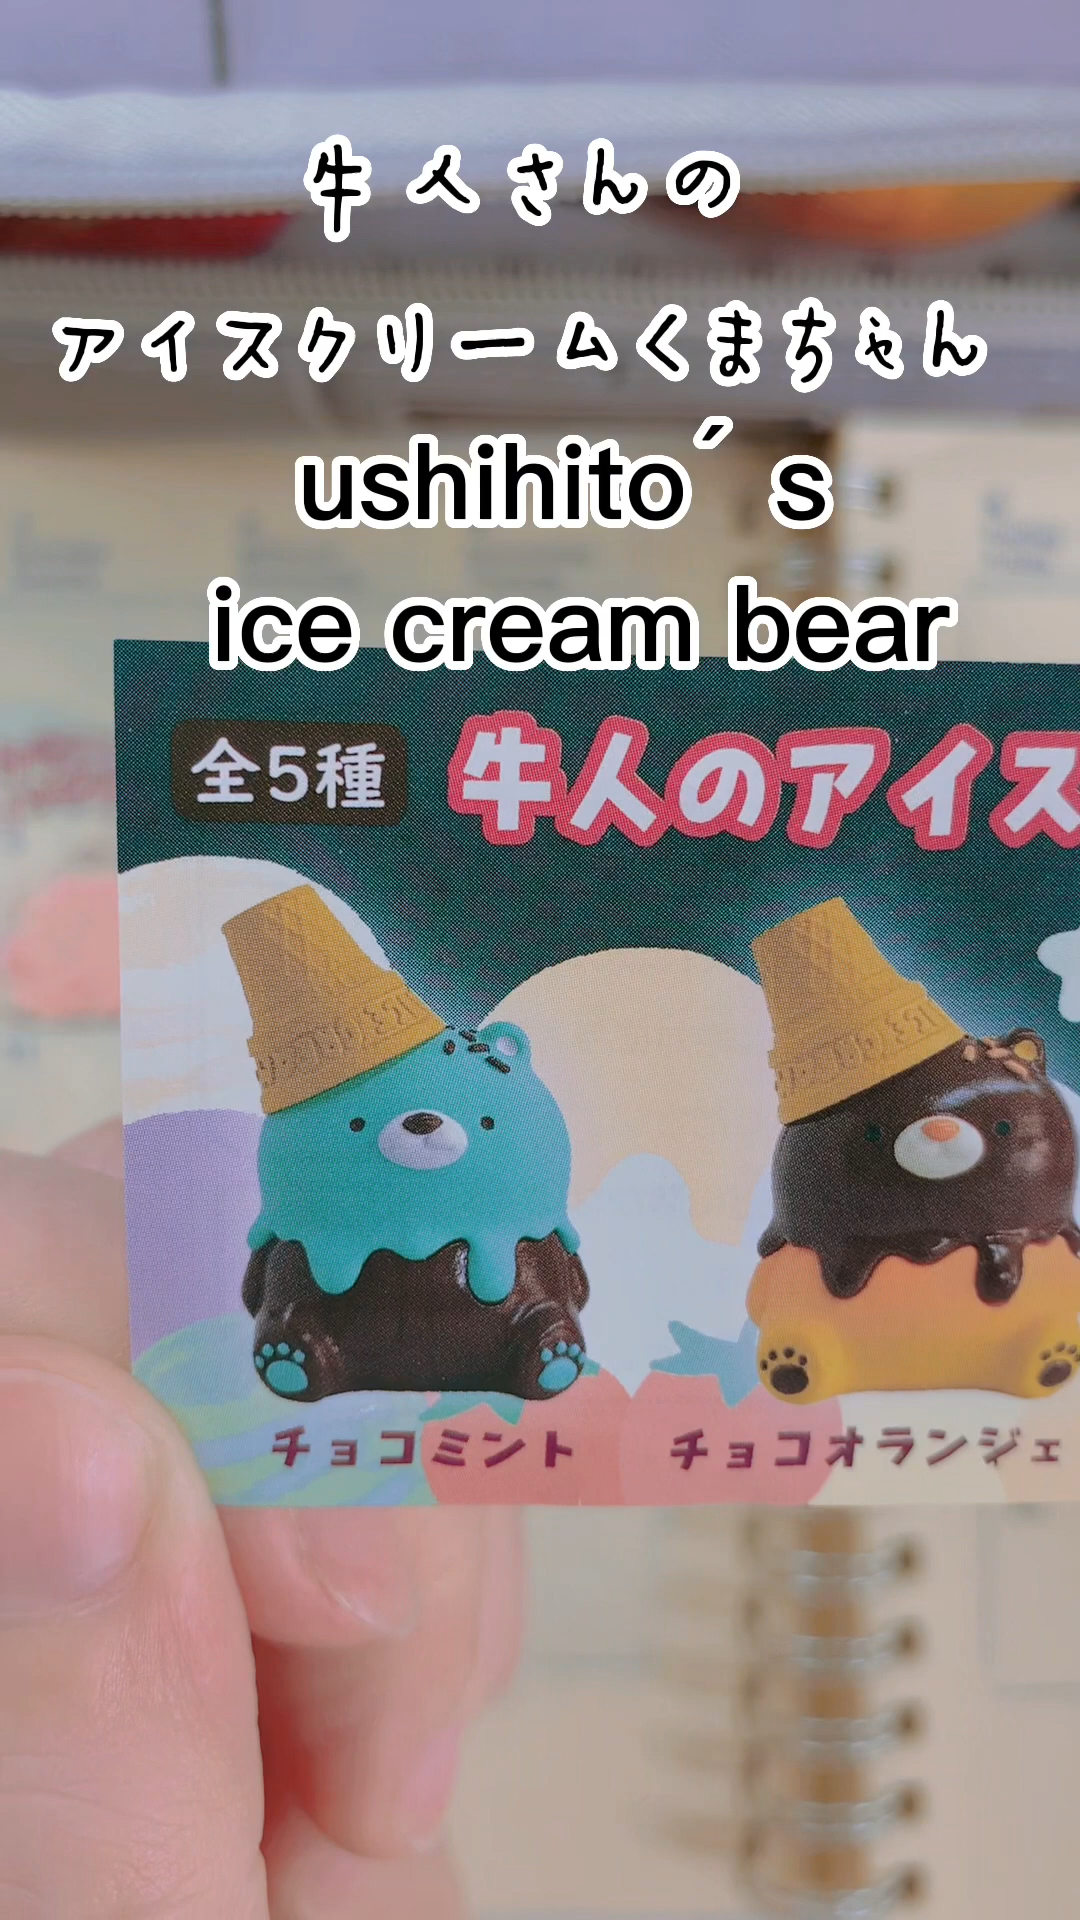 牛人さんの
アイスクリームくまちゃん
ushihito´s
ice cream bear
全5種
牛人のアイス
チョコミント
チョコオランジェ